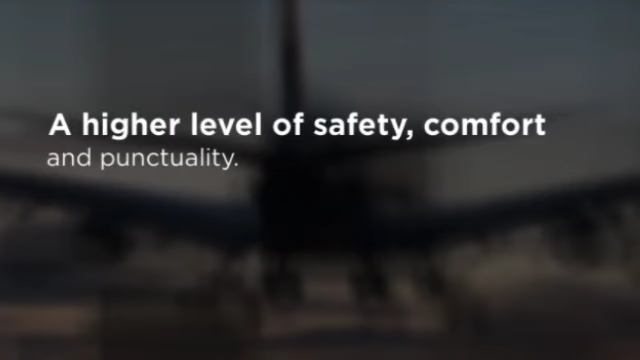 A higher level of safety, comfort
and punctuality.